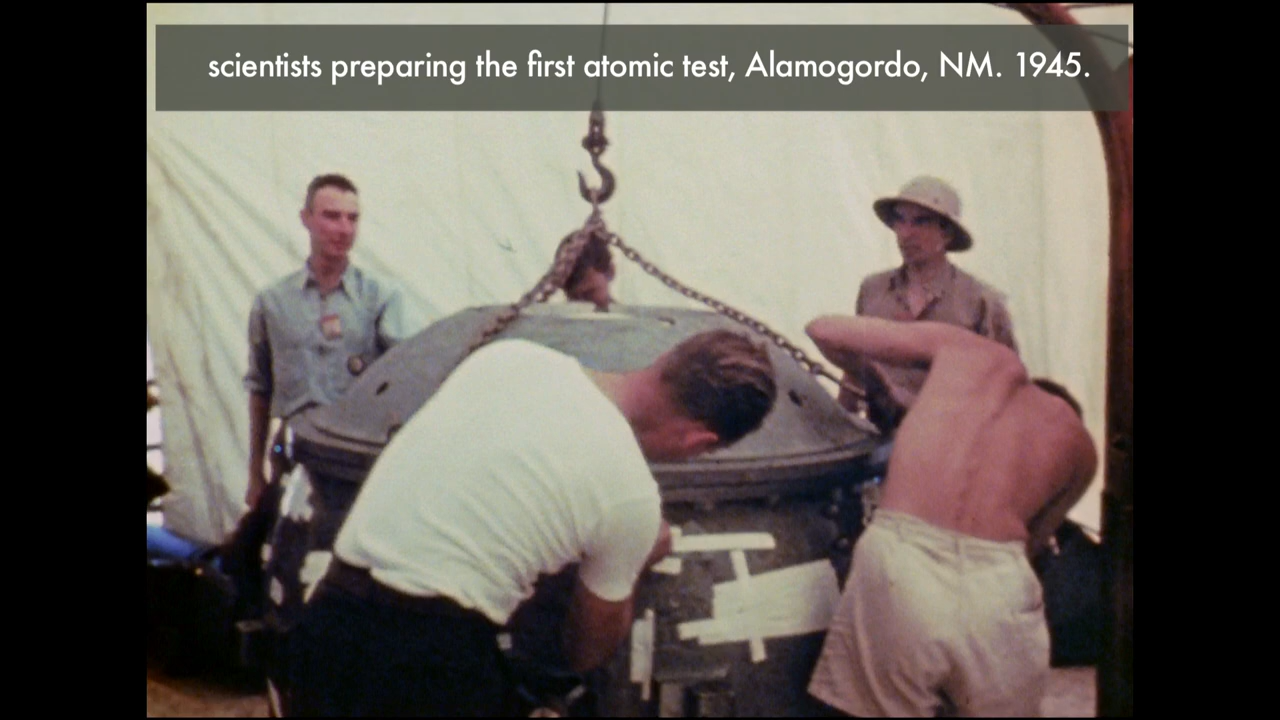 scientists preparing the first atomic test, Alamogordo, NM. 1945.